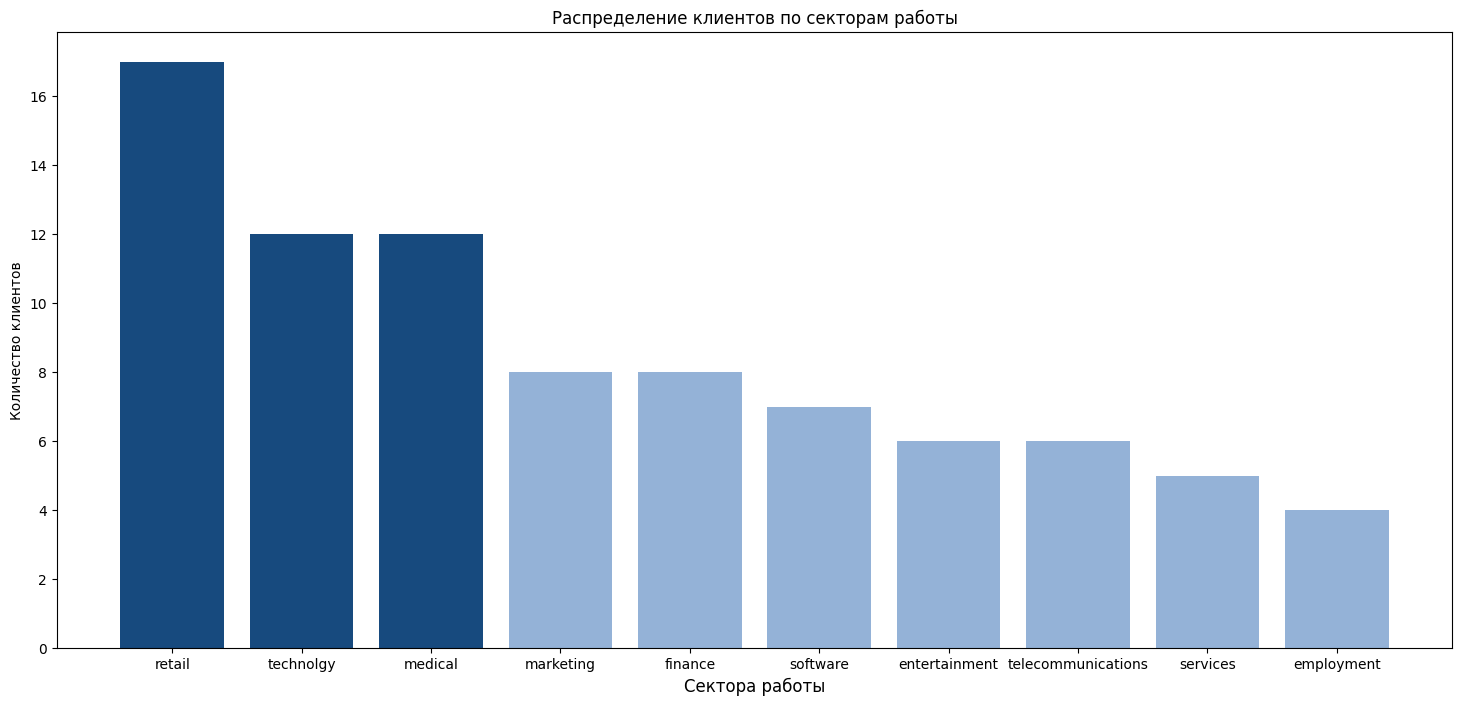 Распределение клиентов по секторам работы
Количество клиентов
16
14
12
10
8
6
4
2
0
retail technolgy medical marketing finance software entertainment telecommunications services employment
Сектора работы